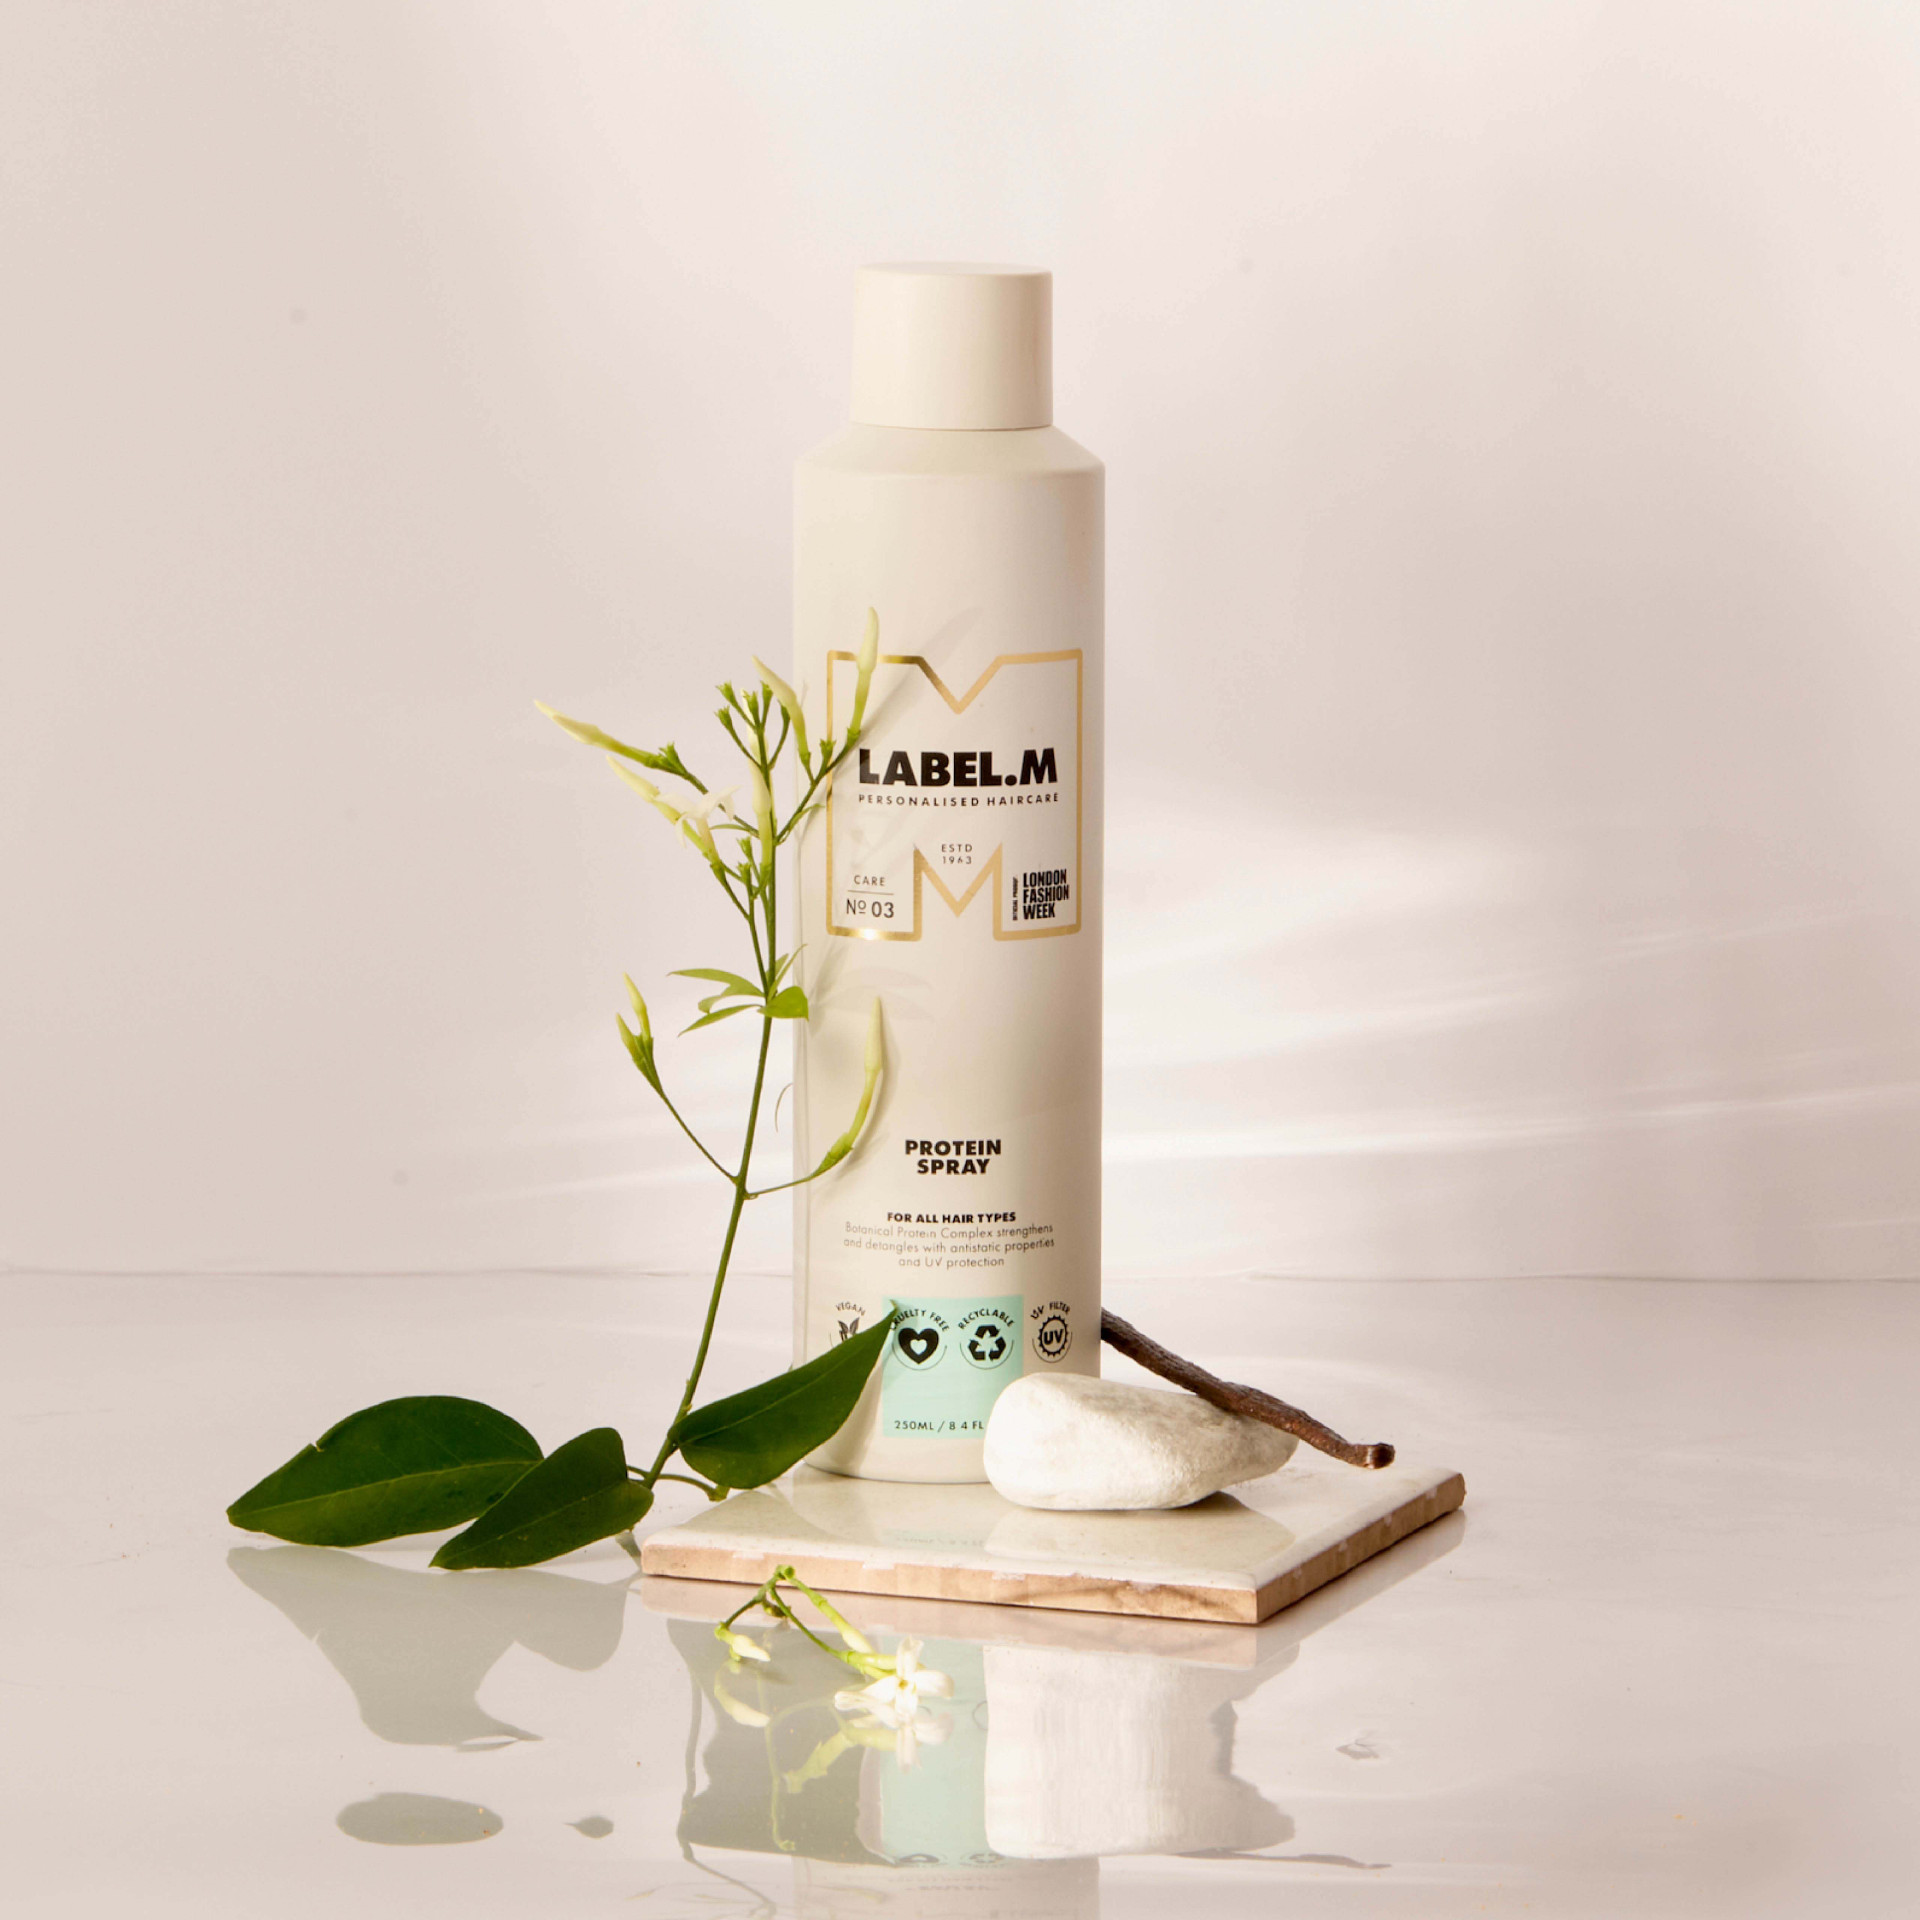 LABEL.M
PERSONALISED HAIRCARE
ESTD
1963
CARE
Nº 03
OFFICIAL PRODUCT
LONDON
FASHION
WEEK
PROTEIN
SPRAY
FOR ALL HAIR TYPES
Botanical Protein Complex strengthens
and detangles with antistatic properties
and UV protection
VEGAN
CRUELTY FREE
RECYCLABLE
UV FILTER
UV
250ML / 8 4 FL